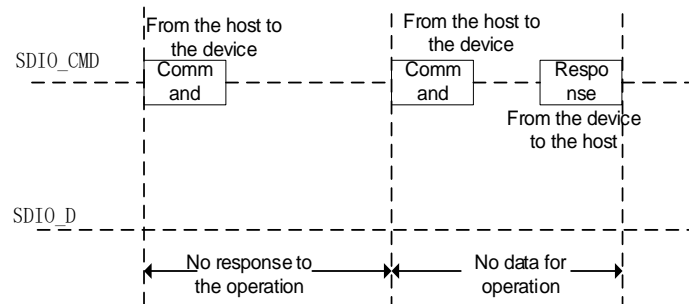 From the host to
the device
From the host to
the device
SDIO_CMD
Comm
and
Comm
and
Respo
nse
From the device
to the host
SDIO_D
No response to
the operation
No data for
operation